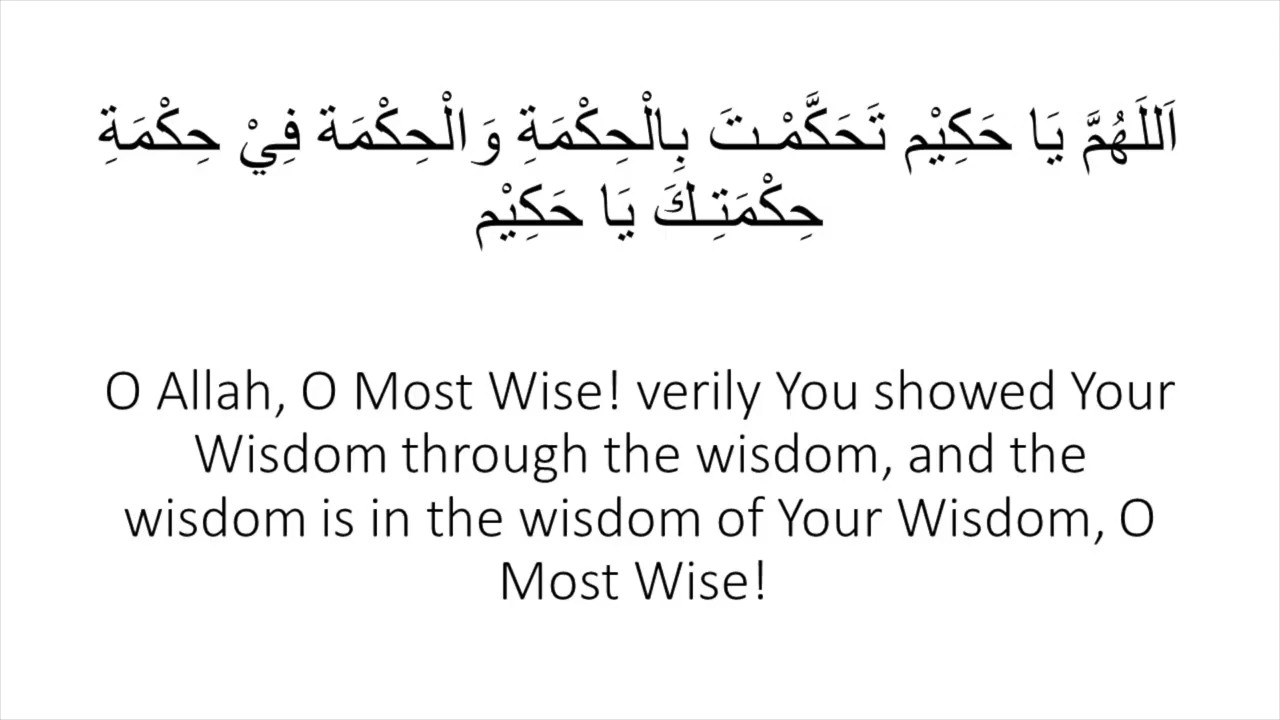 اَللَهُمَّ يَا حَكِيْم تَحَكَّمْتَ بِالْحِكْمَةِ وَالْحِكْمَة فِيْ حِكْمَةِ
حِكْمَتِكَ يَا حَكِيْم
O Allah, O Most Wise! verily You showed Your
Wisdom through the wisdom, and the
wisdom is in the wisdom of Your Wisdom, O
Most Wise!